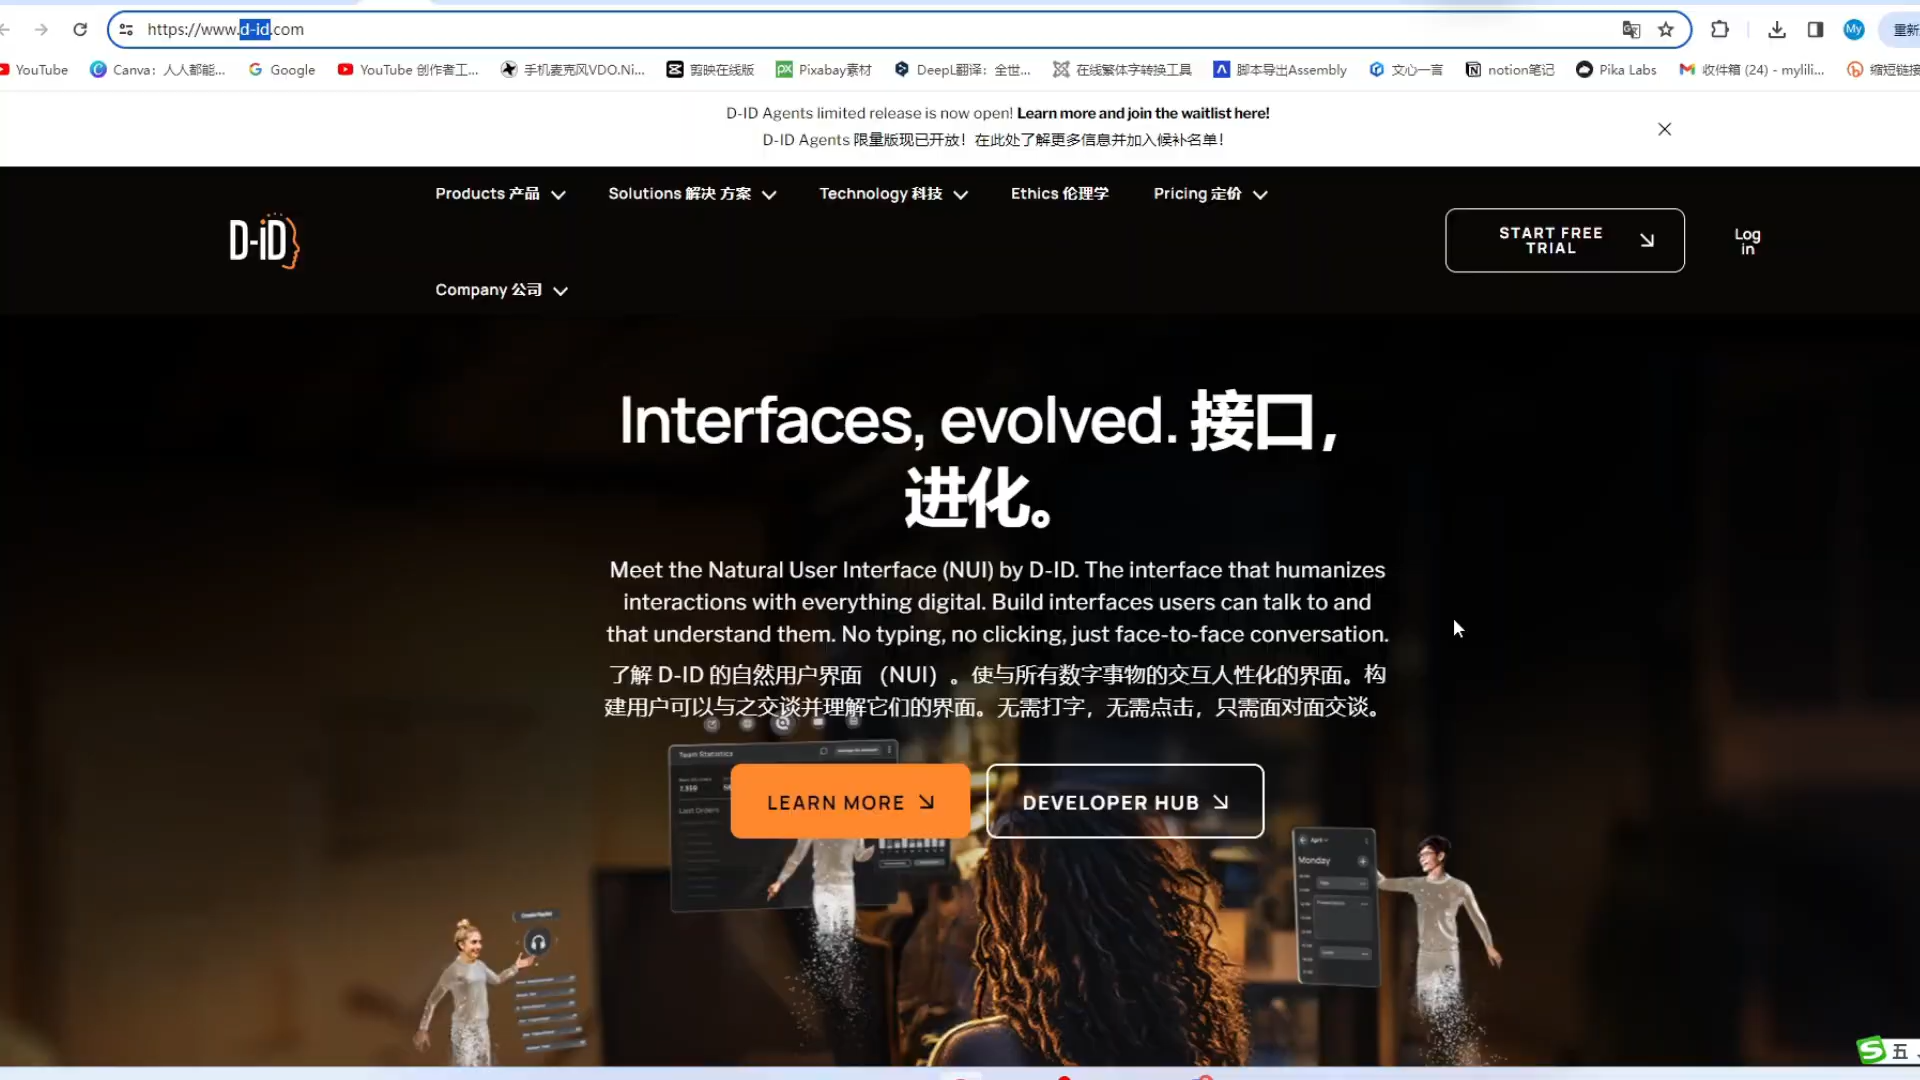 https://www.d-id.com
My
重新
YouTube
Canva：人人都能...
Google
YouTube 创作者工...
手机麦克风VDO.Ni...
剪映在线版
Pixabay素材
DeepL翻译：全世...
在线繁体字转换工具
脚本导出Assembly
文心一言
notion笔记
Pika Labs
收件箱 (24) - mylili...
缩短链接
D-ID Agents limited release is now open! Learn more and join the waitlist here!
D-ID Agents 限量版现已开放！在此处了解更多信息并加入候补名单！
Products 产品
Solutions 解决 方案
Technology 科技
Ethics 伦理学
Pricing 定价
D-iD
START FREE
TRIAL
Log
in
Company 公司
Interfaces, evolved. 接口，
进化。
Meet the Natural User Interface (NUI) by D-ID. The interface that humanizes
interactions with everything digital. Build interfaces users can talk to and
that understand them. No typing, no clicking, just face-to-face conversation.
了解 D-ID 的自然用户界面 （NUI）。使与所有数字事物的交互人性化的界面。构
建用户可以与之交谈并理解它们的界面。无需打字，无需点击，只需面对面交谈。
Team Statistics
LEARN MORE
DEVELOPER HUB
Last Orders
April
Monday
五